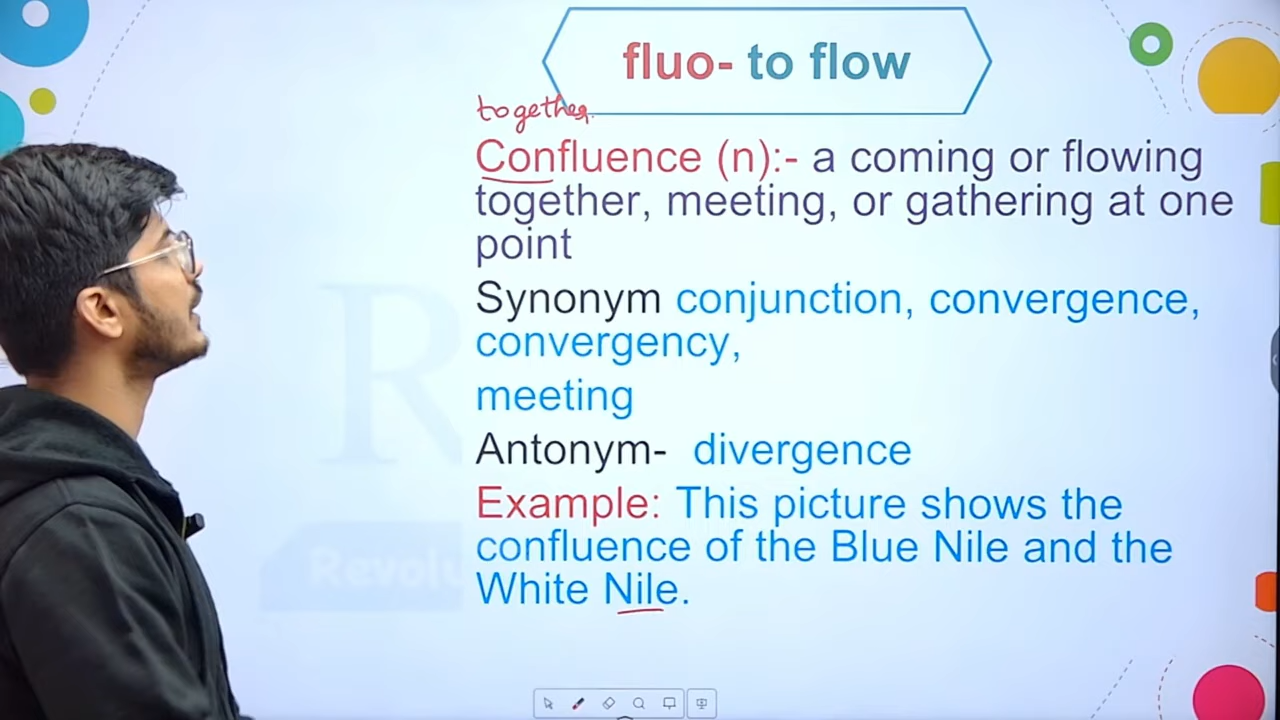 fluo- to flow
together
Confluence (n):- a coming or flowing
together, meeting, or gathering at one
point
Synonym conjunction, convergence,
convergency,
meeting
Antonym- divergence
Example: This picture shows the
confluence of the Blue Nile and the
White Nile.
R
Revolu